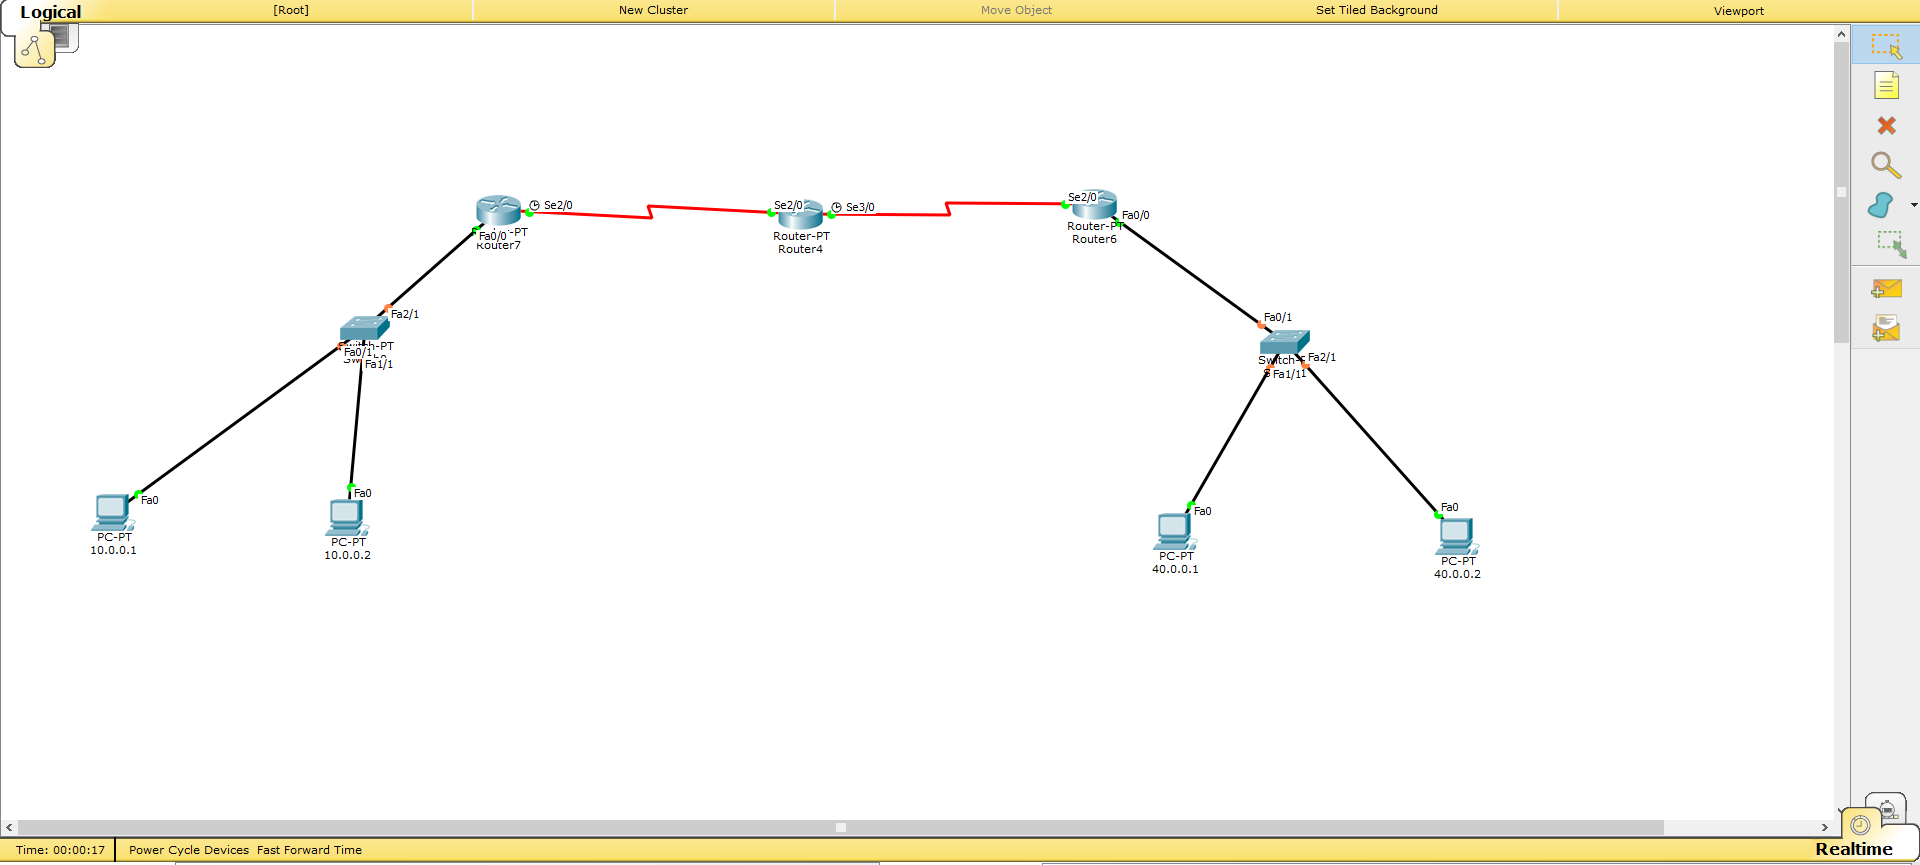 Logical
[Root]
New Cluster
Move Object
Set Tiled Background
Viewport
Se2/0
Se2/0
Se3/0
Se2/0
Fa0/0
Fa0/0
Router7
Router-PT
Router4
Router-PT
Router6
Fa2/1
Fa0/1
Fa1/1
Fa0/1
Fa2/1
Fa1/1
Fa0
PC-PT
10.0.0.1
Fa0
PC-PT
10.0.0.2
Fa0
PC-PT
40.0.0.1
Fa0
PC-PT
40.0.0.2
Time: 00:00:17
Power Cycle Devices Fast Forward Time
Realtime